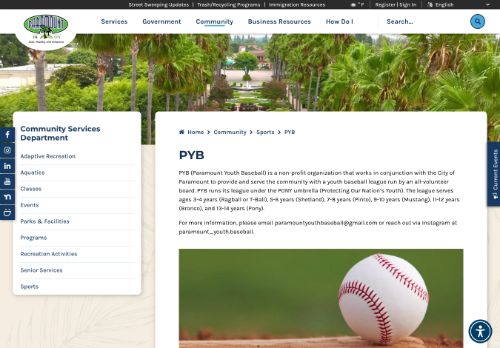 Street Sweeping Updates | Trash/Recycling Programs | Immigration Resources
° F | Register | Sign In | English
PARAMOUNT
Services Government Community Business Resources How Do I Search...
Community Services
Department
Adaptive Recreation
Aquatics
Classes
Events
Parks & Facilities
Programs
Recreation Activities
Senior Services
Sports
Home > Community > Sports > PYB
PYB
PYB (Paramount Youth Baseball) is a non-profit organization that works in conjunction with the City of
Paramount to provide and serve the community with a youth baseball league run by an all-volunteer
board. PYB runs its league under the PONY umbrella (Protecting Our Nation's Youth). The league serves
ages 3-4 years (Ragball or T-Ball), 5-6 years (Shetland), 7-8 years (Pinto), 9-10 years (Mustang), 11-12 years
(Bronco), and 13-14 years (Pony).
For more information, please email paramountyouthbaseball@gmail.com or reach out via Instagram at
paramount_youth.baseball.
Current Events